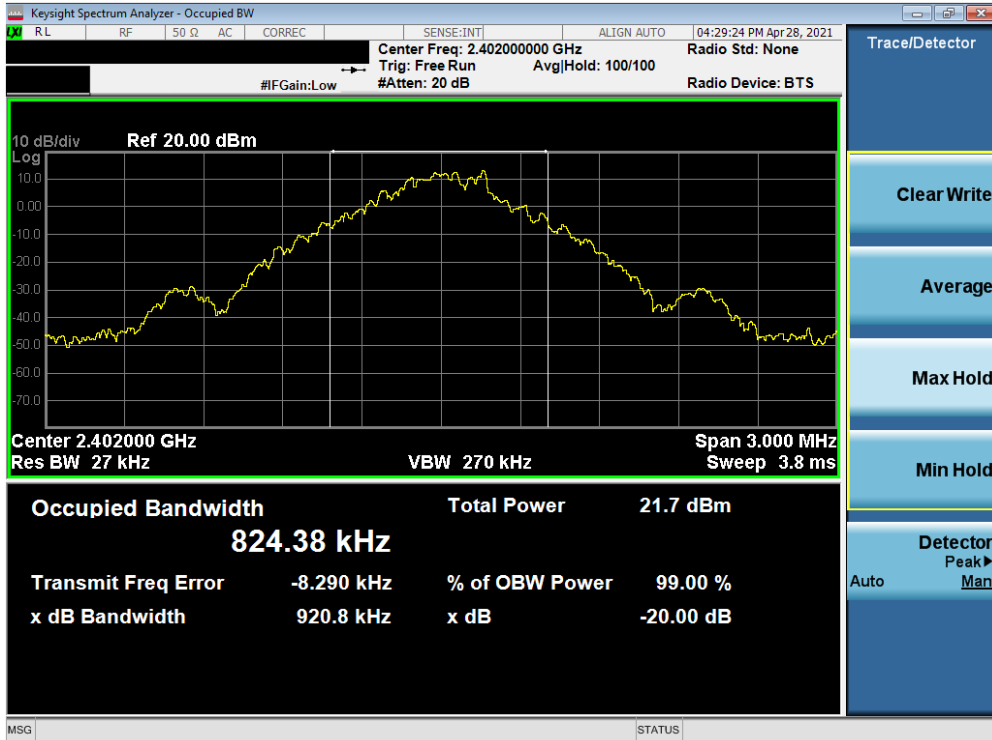 Keysight Spectrum Analyzer - Occupied BW
LXI RL RF 50 Ω AC CORREC SENSE:INT ALIGN AUTO 04:29:24 PM Apr 28, 2021
Center Freq: 2.402000000 GHz Radio Std: None
Trig: Free Run Avg|Hold: 100/100
#IFGain:Low #Atten: 20 dB Radio Device: BTS
Trace/Detector
10 dB/div Ref 20.00 dBm
Log
10.0
0.00
-10.0
-20.0
-30.0
-40.0
-50.0
-60.0
-70.0
Center 2.402000 GHz Span 3.000 MHz
Res BW 27 kHz VBW 270 kHz Sweep 3.8 ms
Occupied Bandwidth Total Power 21.7 dBm
824.38 kHz
Transmit Freq Error -8.290 kHz % of OBW Power 99.00 %
x dB Bandwidth 920.8 kHz x dB -20.00 dB
Clear Write
Average
Max Hold
Min Hold
Detector
Peak▶
Auto Man
MSG STATUS